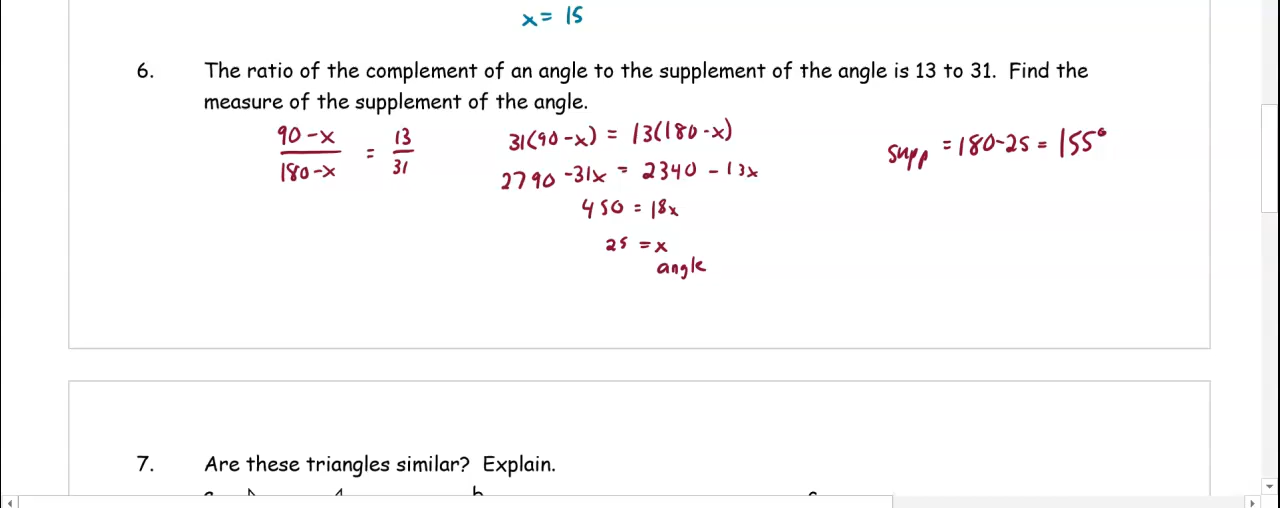 x = 15
6. The ratio of the complement of an angle to the supplement of the angle is 13 to 31. Find the
measure of the supplement of the angle.
90-x / 180-x = 13 / 31
31(90-x) = 13(180-x)
2790 -31x = 2340 - 13x
450 = 18x
25 = x
angle
supp = 180-25 = 155°
7. Are these triangles similar? Explain.